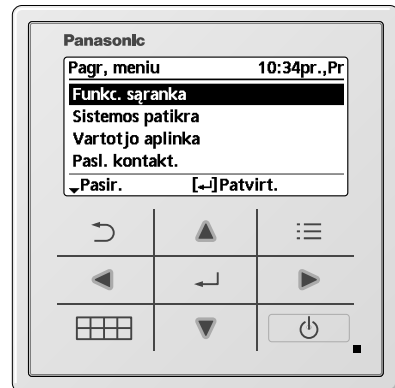 Panasonic
Pagr, meniu 10:34pr.,Pr
Funkc. sąranka
Sistemos patikra
Vartotjo aplinka
Pasl. kontakt.
Pasir. [↵]Patvirt.